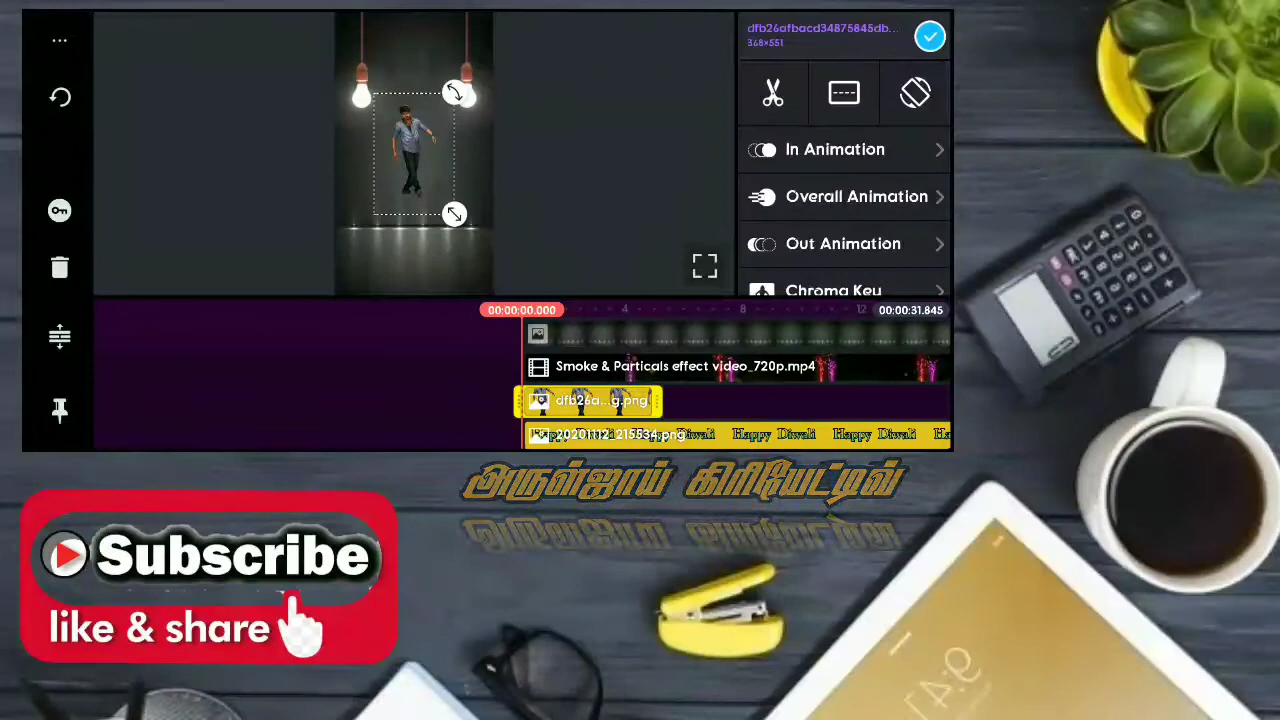 dfb26afbacd34875845db...
368×551
In Animation
Overall Animation
Out Animation
Chroma Key
00:00:00.000
4
8
12
00:00:31.845
Smoke & Particals effect video_720p.mp4
dfb26a...g.png
20201112_215534.png
Happy Diwali Happy Diwali Happy Diwali
அருள்ஜாய் கிரியேட்டிவ்
Subscribe
like & share